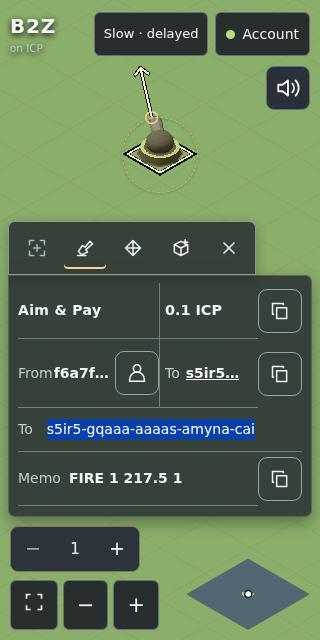 B2Z
on ICP
Slow · delayed
Account
Aim & Pay
0.1 ICP
From f6a7f...
To s5ir5...
To s5ir5-gqaaa-aaaas-amyna-cai
Memo FIRE 1 217.5 1
− 1 +
− +